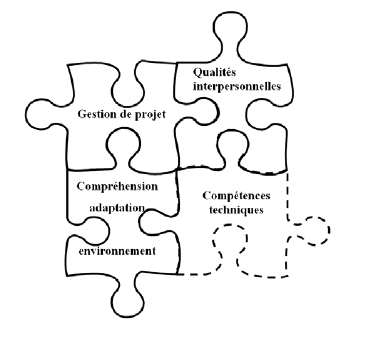 Qualités
interpersonnelles
Gestion de projet
Compréhension
adaptation
environnement
Compétences
techniques